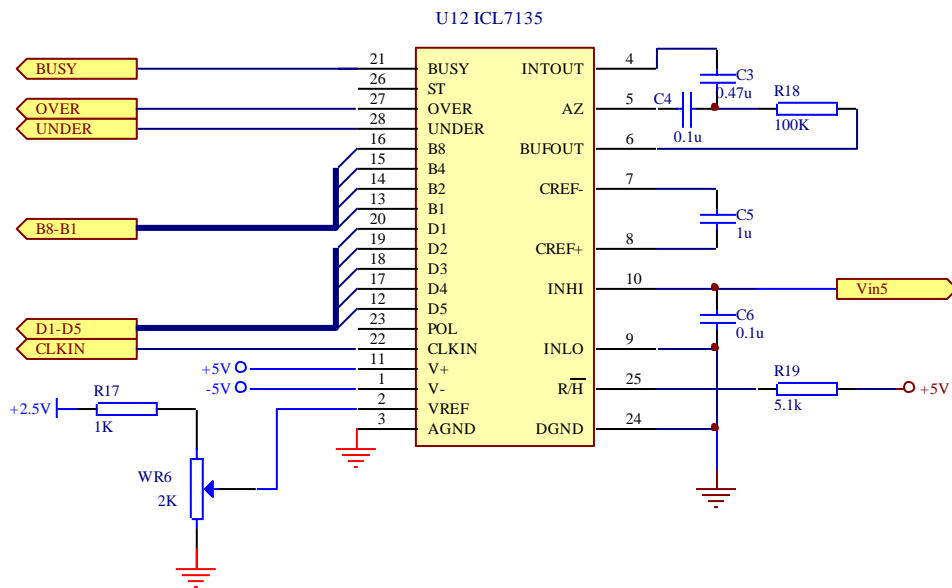 U12 ICL7135
BUSY 21 BUSY INTOUT 4 C3
26 ST 0.47u
OVER 27 OVER AZ 5 C4 R18
UNDER 28 UNDER 0.1u 100K
16 B8 BUFOUT 6
15 B4
14 B2 CREF- 7
13 B1
B8-B1 20 D1 C5
19 D2 CREF+ 8 1u
18 D3
17 D4 INHI 10 Vin5
12 D5
D1-D5 23 POL C6
CLKIN 22 CLKIN INLO 9 0.1u
+5V 11 V+
-5V 1 V- R/H 25 R19 +5V
R17 5.1k
+2.5V 2 VREF
1K 3 AGND DGND 24
WR6
2K